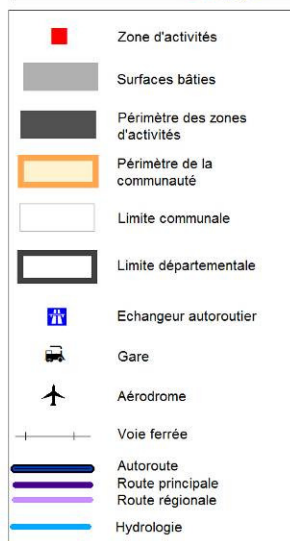 Zone d'activités
Surfaces bâties
Périmètre des zones
d'activités
Périmètre de la
communauté
Limite communale
Limite départementale
Echangeur autoroutier
Gare
Aérodrome
Voie ferrée
Autoroute
Route principale
Route régionale
Hydrologie